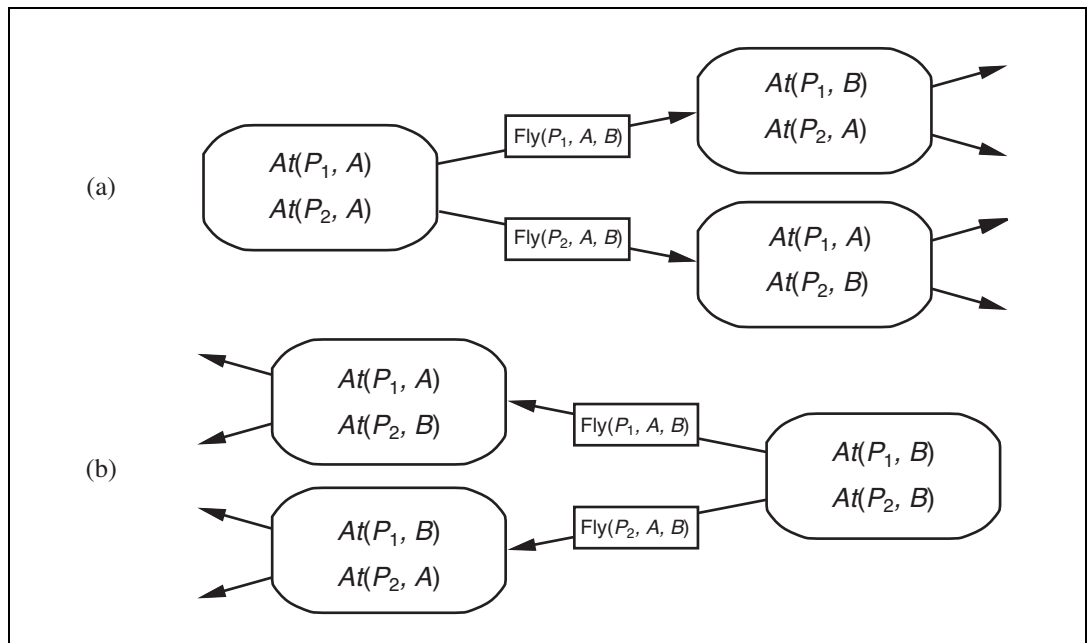 (a)
At(P₁, A)
At(P₂, A)
Fly(P₁, A, B)
Fly(P₂, A, B)
At(P₁, B)
At(P₂, A)
At(P₁, A)
At(P₂, B)
(b)
At(P₁, A)
At(P₂, B)
At(P₁, B)
At(P₂, A)
Fly(P₁, A, B)
Fly(P₂, A, B)
At(P₁, B)
At(P₂, B)